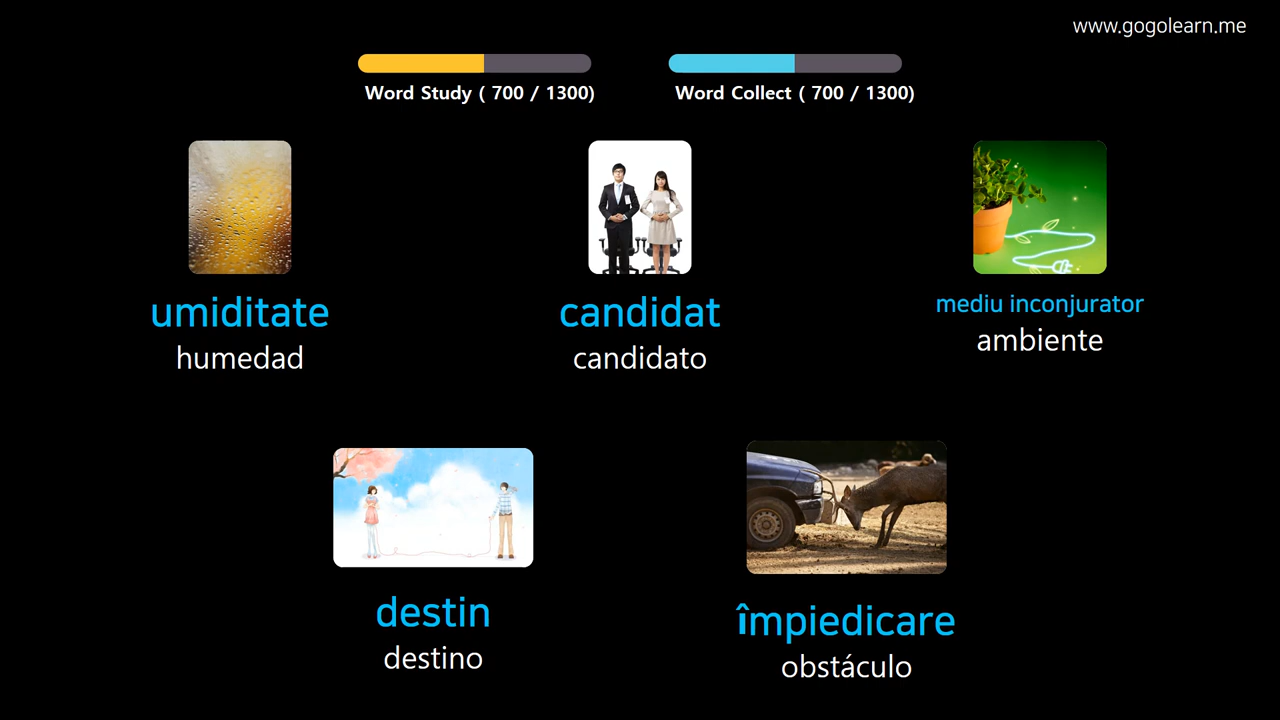 www.gogolearn.me
Word Study ( 700 / 1300)
Word Collect ( 700 / 1300)
umiditate
humedad
candidat
candidato
mediu inconjurator
ambiente
destin
destino
împiedicare
obstáculo